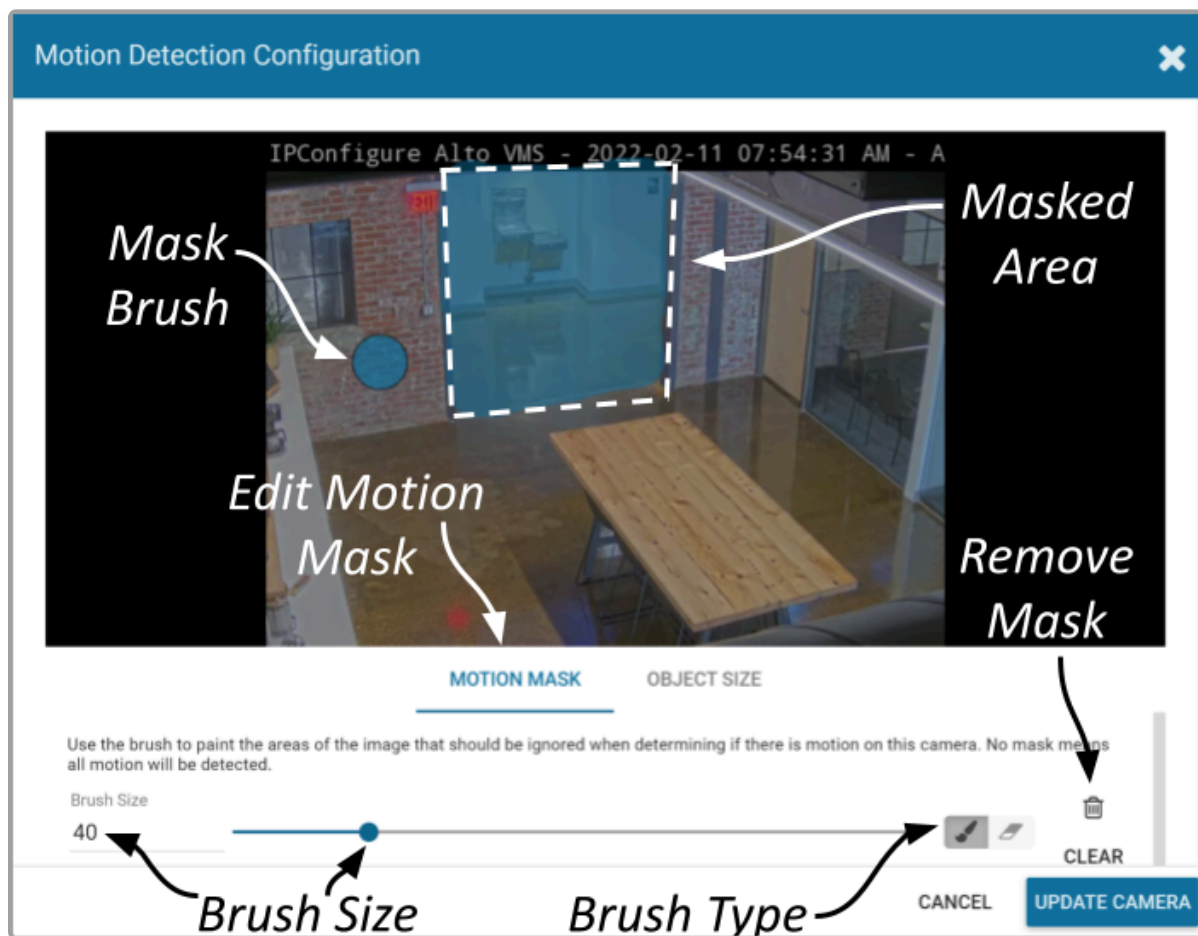 Motion Detection Configuration
IPConfigure Alto VMS - 2022-02-11 07:54:31 AM - A
Masked
Area
Mask
Brush
Edit Motion
Mask
Remove
Mask
MOTION MASK
OBJECT SIZE
Use the brush to paint the areas of the image that should be ignored when determining if there is motion on this camera. No mask means
all motion will be detected.
Brush Size
40
CLEAR
Brush Size
Brush Type
CANCEL
UPDATE CAMERA